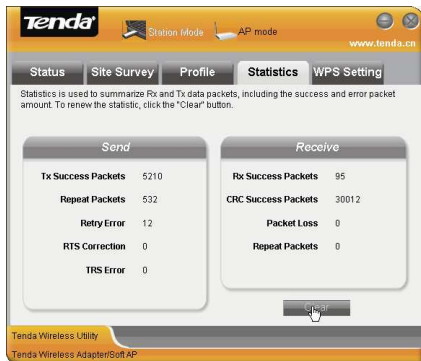 Tenda
Station Mode AP mode
www.tenda.cn
Status Site Survey Profile Statistics WPS Setting
Statistics is used to summarize Rx and Tx data packets, including the success and error packet
amount. To renew the statistic, click the "Clear" button.
Send Receive
Tx Success Packets 5210 Rx Success Packets 95
Repeat Packets 532 CRC Success Packets 30012
Retry Error 12 Packet Loss 0
RTS Correction 0 Repeat Packets 0
TRS Error 0
Clear
Tenda Wireless Utility
Tenda Wireless Adapter/Soft AP